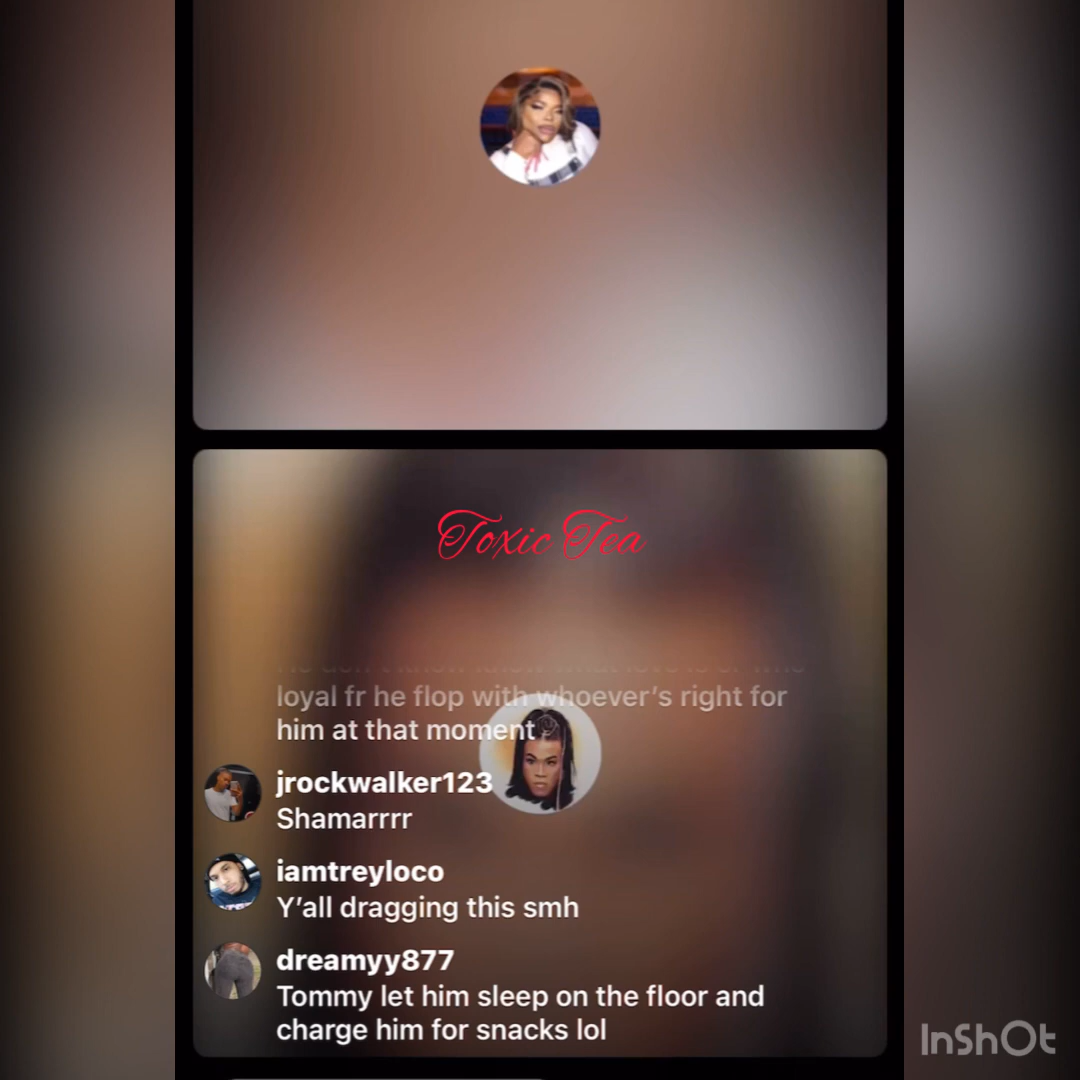 Toxic Tea
loyal fr he flop with whoever's right for
him at that moment
jrockwalker123
Shamarrrr
iamtreyloco
Y'all dragging this smh
dreamyy877
Tommy let him sleep on the floor and
charge him for snacks lol
InShOt